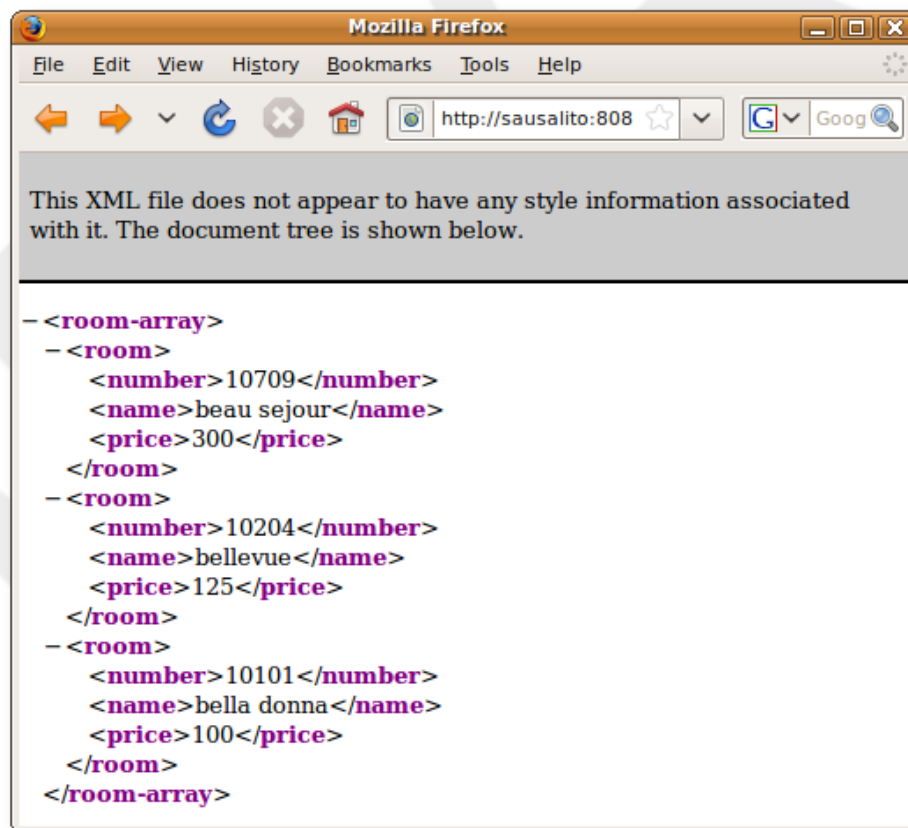 Mozilla Firefox
File Edit View History Bookmarks Tools Help
http://sausalito:808 G Goog
This XML file does not appear to have any style information associated
with it. The document tree is shown below.
−<room-array>
−<room>
<number>10709</number>
<name>beau sejour</name>
<price>300</price>
</room>
−<room>
<number>10204</number>
<name>bellevue</name>
<price>125</price>
</room>
−<room>
<number>10101</number>
<name>bella donna</name>
<price>100</price>
</room>
</room-array>